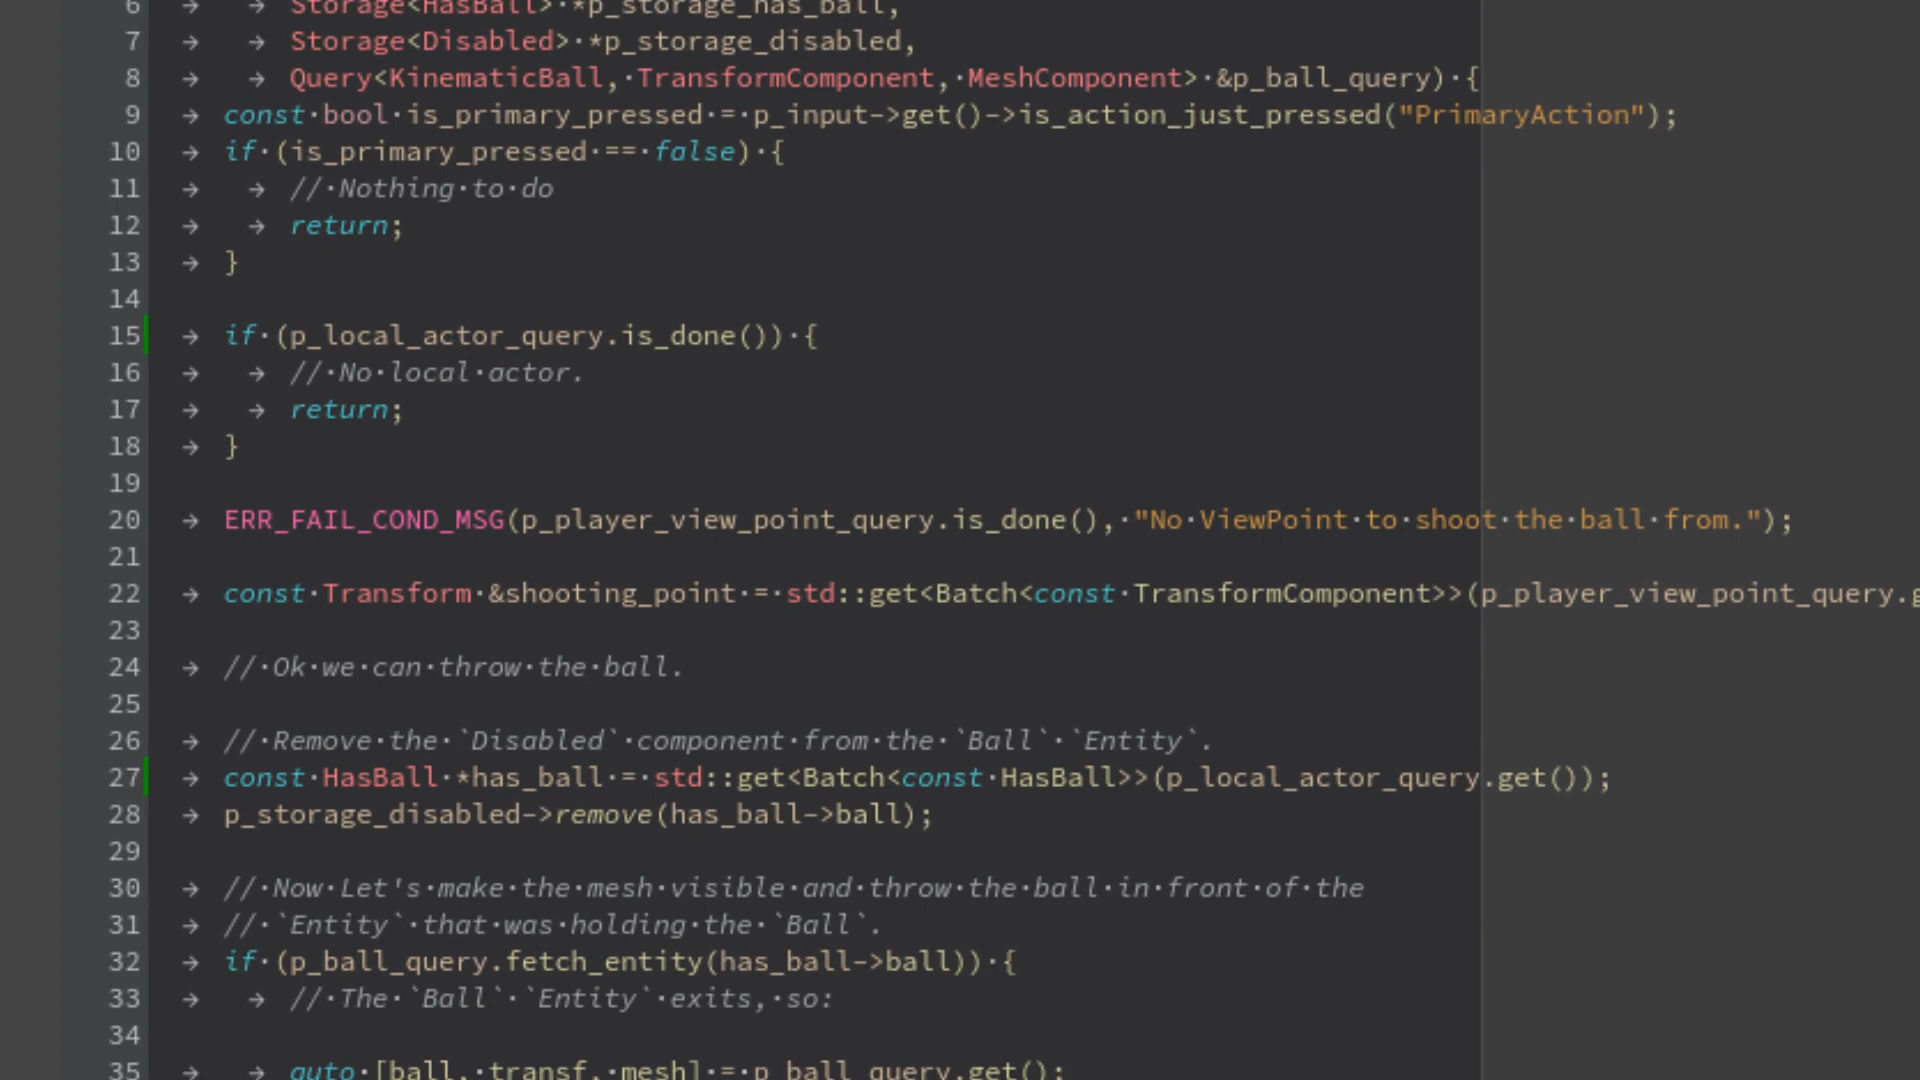 6 Storage<HasBall> *p_storage_has_ball,
7 Storage<Disabled> *p_storage_disabled,
8 Query<KinematicBall, TransformComponent, MeshComponent> &p_ball_query) {
9 const bool is_primary_pressed = p_input->get()->is_action_just_pressed("PrimaryAction");
10 if (is_primary_pressed == false) {
11 // Nothing to do
12 return;
13 }
14
15 if (p_local_actor_query.is_done()) {
16 // No local actor.
17 return;
18 }
19
20 ERR_FAIL_COND_MSG(p_player_view_point_query.is_done(), "No ViewPoint to shoot the ball from.");
21
22 const Transform &shooting_point = std::get<Batch<const TransformComponent>>(p_player_view_point_query.g
23
24 // Ok we can throw the ball.
25
26 // Remove the `Disabled` component from the `Ball` `Entity`.
27 const HasBall *has_ball = std::get<Batch<const HasBall>>(p_local_actor_query.get());
28 p_storage_disabled->remove(has_ball->ball);
29
30 // Now Let's make the mesh visible and throw the ball in front of the
31 // `Entity` that was holding the `Ball`.
32 if (p_ball_query.fetch_entity(has_ball->ball)) {
33 // The `Ball` `Entity` exits, so:
34
35 auto [ball, transf, mesh] = p_ball_query.get();